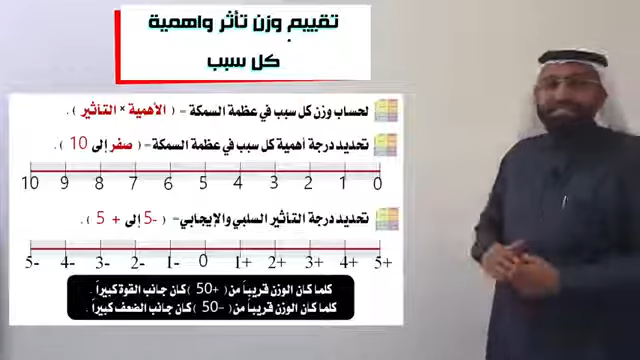 تقييم وزن تأثر واهمية
كل سبب
لحساب وزن كل سبب في عظمة السمكة = ( الأهمية × التأثير ) .
تحديد درجة أهمية كل سبب في عظمة السمكة = ( صفر إلى 10 ) .
10 9 8 7 6 5 4 3 2 1 0
تحديد درجة التأثير السلبي والإيجابي = ( -5 إلى + 5 ) .
5- 4- 3- 2- 1- 0 1+ 2+ 3+ 4+ 5+
كلما كان الوزن قريباً من ( +50 ) كان جانب القوة كبيراً .
كلما كان الوزن قريباً من ( -50 ) كان جانب الضعف كبيراً .